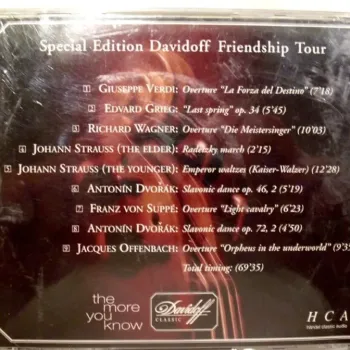 Special Edition Davidoff Friendship Tour
1 GIUSEPPE VERDI: Overture "La Forza del Destino" (7'18)
2 EDVARD GRIEG: "Last spring" op. 34 (5'45)
3 RICHARD WAGNER: Overture "Die Meistersinger" (10'03)
4 JOHANN STRAUSS (THE ELDER): Radetzky march (2'15)
5 JOHANN STRAUSS (THE YOUNGER): Emperor waltzes (Kaiser-Walzer) (12'28)
6 ANTONÍN DVOŘÁK: Slavonic dance op. 46, 2 (5'19)
7 FRANZ VON SUPPÉ: Overture "Light cavalry" (6'23)
8 ANTONÍN DVOŘÁK: Slavonic dance op. 72, 2 (4'50)
9 JACQUES OFFENBACH: Overture "Orpheus in the underworld" (9'35
Total timing: (69'35)
the more you know
Davidoff
CLASSIC
H C A